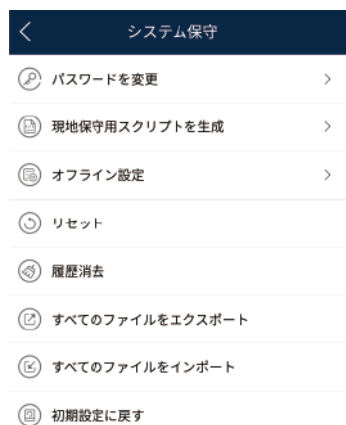 システム保守
パスワードを変更
現地保守用スクリプトを生成
オフライン設定
リセット
履歴消去
すべてのファイルをエクスポート
すべてのファイルをインポート
初期設定に戻す